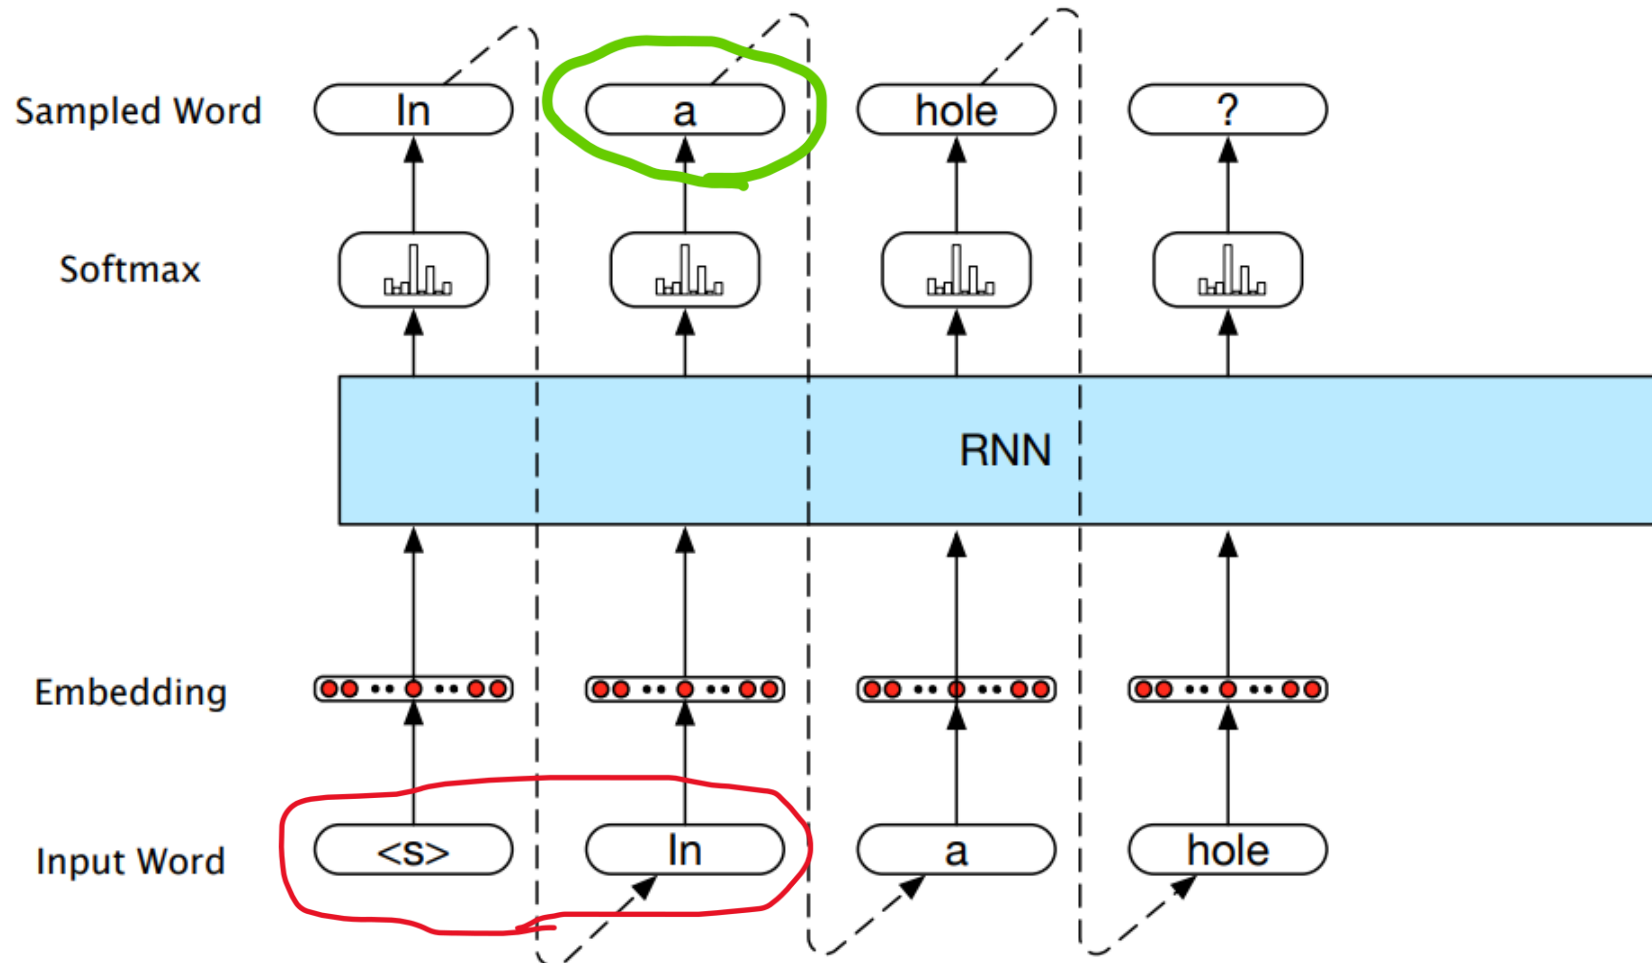 Sampled Word In a hole ?
Softmax
RNN
Embedding
Input Word <s> In a hole